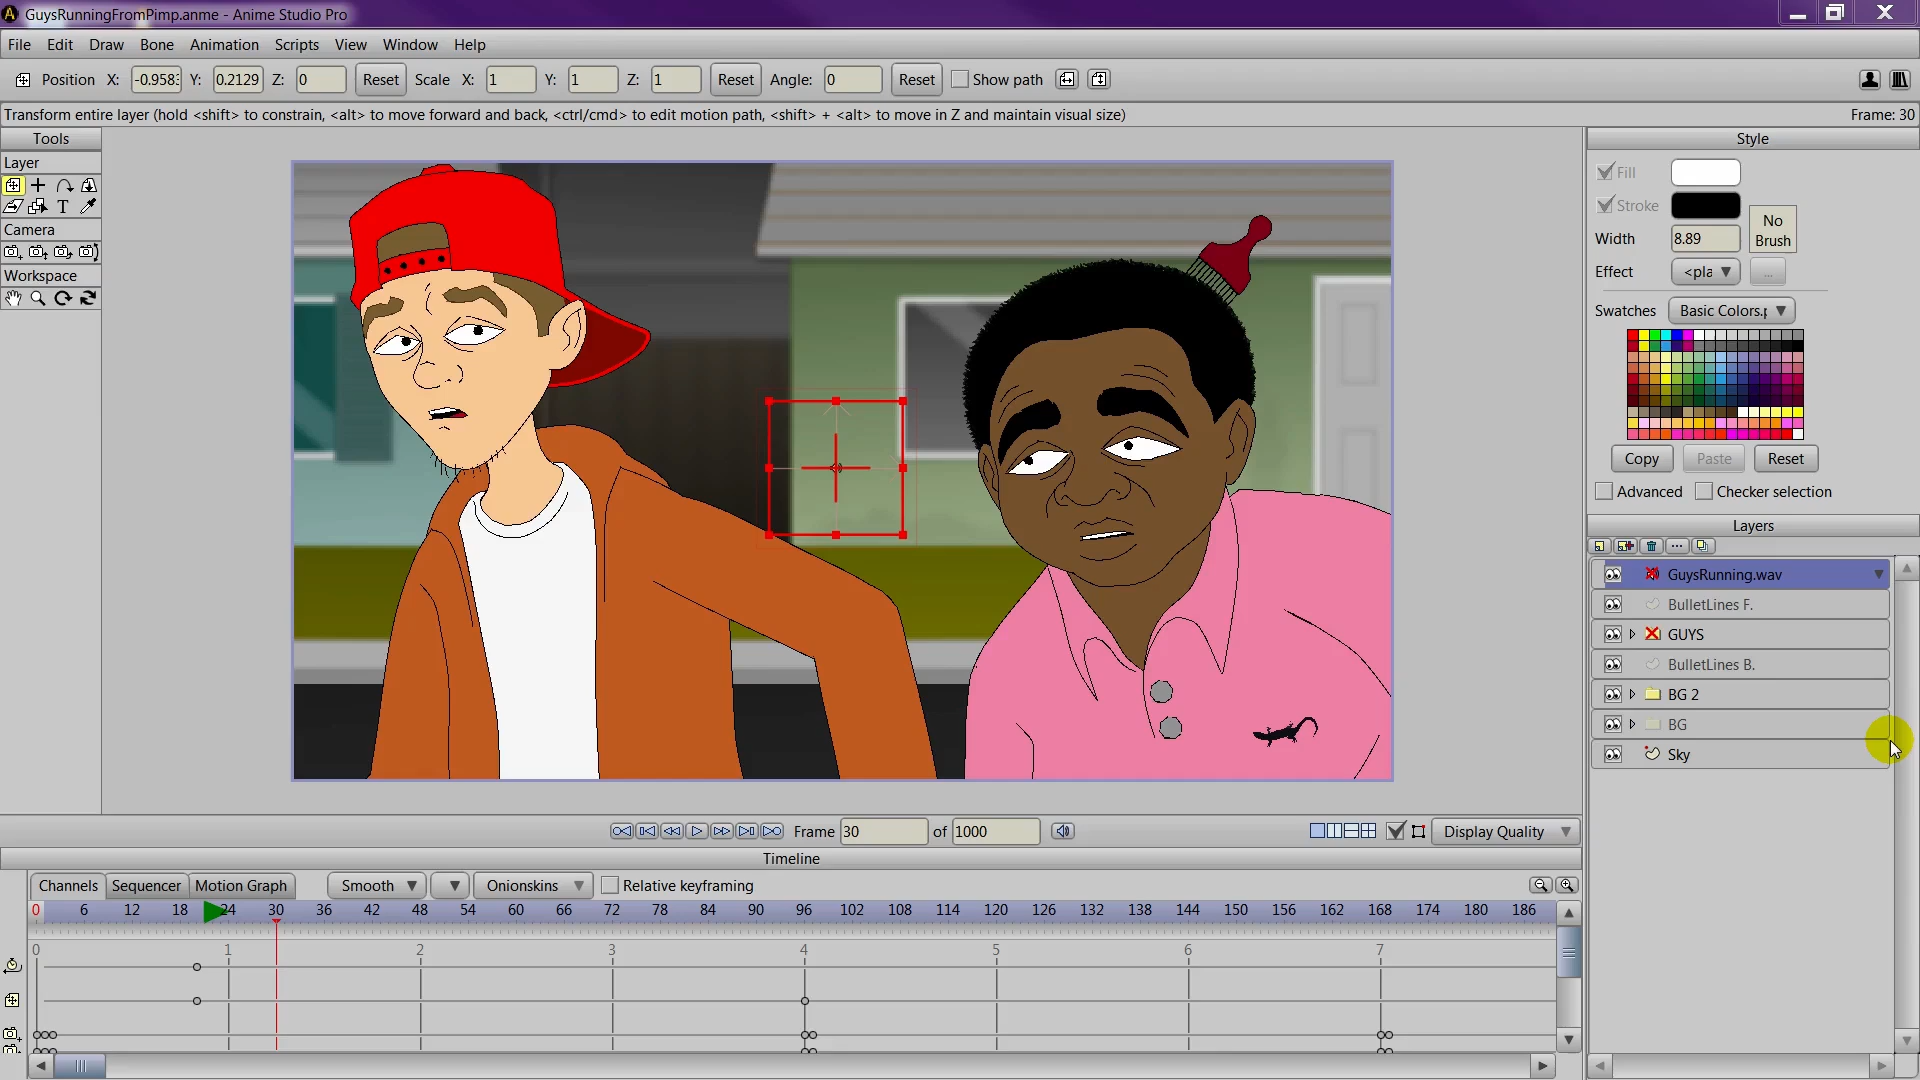 GuysRunningFromPimp.anme - Anime Studio Pro
File Edit Draw Bone Animation Scripts View Window Help
Position X: -0.958 Y: 0.2129 Z: 0 Reset Scale X: 1 Y: 1 Z: 1 Reset Angle: 0 Reset Show path
Transform entire layer (hold <shift> to constrain, <alt> to move forward and back, <ctrl/cmd> to edit motion path, <shift> + <alt> to move in Z and maintain visual size) Frame: 30
Tools
Layer
T
Camera
Workspace
Style
Fill
Stroke
No Brush
Width 8.89
Effect <pla ...
Swatches Basic Colors.
Copy Paste Reset
Advanced Checker selection
Layers
GuysRunning.wav
BulletLines F.
GUYS
BulletLines B.
BG 2
BG
Sky
Frame 30 of 1000 Display Quality
Timeline
Channels Sequencer Motion Graph Smooth Onionskins Relative keyframing
0 6 12 18 24 30 36 42 48 54 60 66 72 78 84 90 96 102 108 114 120 126 132 138 144 150 156 162 168 174 180 186
0 1 2 3 4 5 6 7